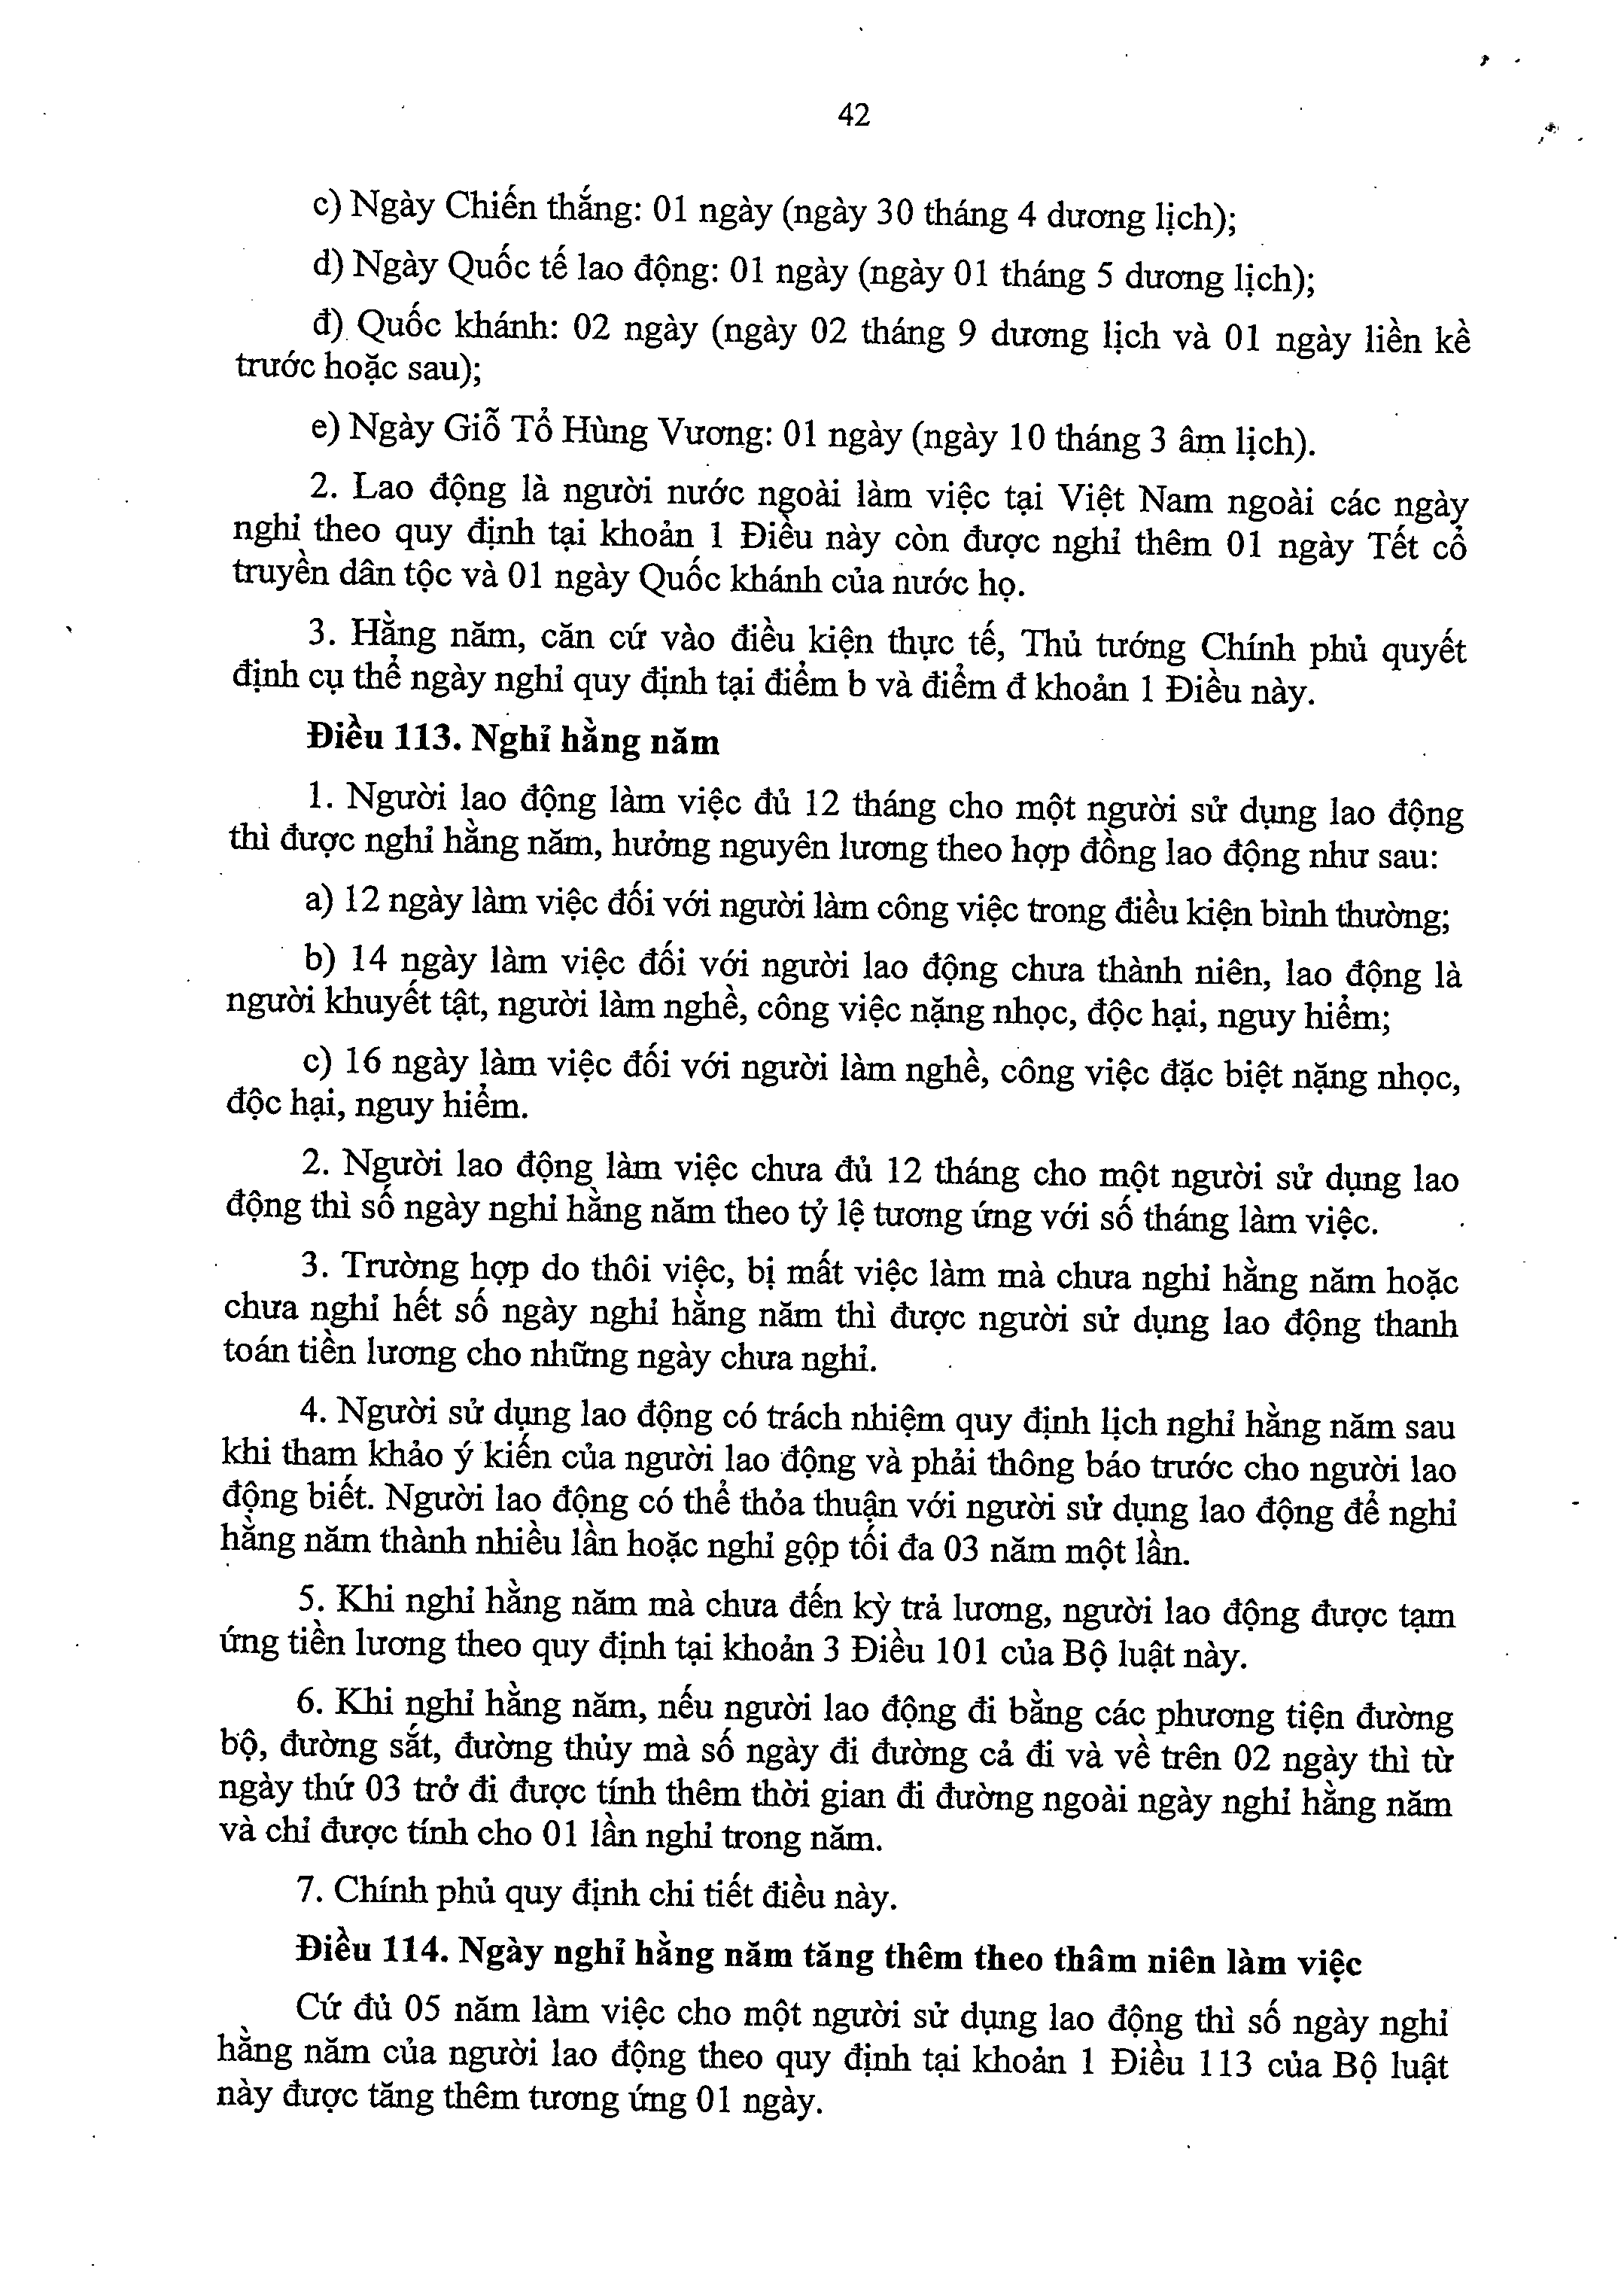 42
c) Ngày Chiến thắng: 01 ngày (ngày 30 tháng 4 dương lịch);
d) Ngày Quốc tế lao động: 01 ngày (ngày 01 tháng 5 dương lịch);
đ) Quốc khánh: 02 ngày (ngày 02 tháng 9 dương lịch và 01 ngày liền kề
trước hoặc sau);
e) Ngày Giỗ Tổ Hùng Vương: 01 ngày (ngày 10 tháng 3 âm lịch).
2. Lao động là người nước ngoài làm việc tại Việt Nam ngoài các ngày
nghỉ theo quy định tại khoản 1 Điều này còn được nghỉ thêm 01 ngày Tết cổ
truyền dân tộc và 01 ngày Quốc khánh của nước họ.
3. Hằng năm, căn cứ vào điều kiện thực tế, Thủ tướng Chính phủ quyết
định cụ thể ngày nghỉ quy định tại điểm b và điểm đ khoản 1 Điều này.
Điều 113. Nghỉ hằng năm
1. Người lao động làm việc đủ 12 tháng cho một người sử dụng lao động
thì được nghỉ hằng năm, hưởng nguyên lương theo hợp đồng lao động như sau:
a) 12 ngày làm việc đối với người làm công việc trong điều kiện bình thường;
b) 14 ngày làm việc đối với người lao động chưa thành niên, lao động là
người khuyết tật, người làm nghề, công việc nặng nhọc, độc hại, nguy hiểm;
c) 16 ngày làm việc đối với người làm nghề, công việc đặc biệt nặng nhọc,
độc hại, nguy hiểm.
2. Người lao động làm việc chưa đủ 12 tháng cho một người sử dụng lao
động thì số ngày nghỉ hằng năm theo tỷ lệ tương ứng với số tháng làm việc.
3. Trường hợp do thôi việc, bị mất việc làm mà chưa nghỉ hằng năm hoặc
chưa nghỉ hết số ngày nghỉ hằng năm thì được người sử dụng lao động thanh
toán tiền lương cho những ngày chưa nghỉ.
4. Người sử dụng lao động có trách nhiệm quy định lịch nghỉ hằng năm sau
khi tham khảo ý kiến của người lao động và phải thông báo trước cho người lao
động biết. Người lao động có thể thỏa thuận với người sử dụng lao động để nghỉ
hằng năm thành nhiều lần hoặc nghỉ gộp tối đa 03 năm một lần.
5. Khi nghỉ hằng năm mà chưa đến kỳ trả lương, người lao động được tạm
ứng tiền lương theo quy định tại khoản 3 Điều 101 của Bộ luật này.
6. Khi nghỉ hằng năm, nếu người lao động đi bằng các phương tiện đường
bộ, đường sắt, đường thủy mà số ngày đi đường cả đi và về trên 02 ngày thì từ
ngày thứ 03 trở đi được tính thêm thời gian đi đường ngoài ngày nghỉ hằng năm
và chỉ được tính cho 01 lần nghỉ trong năm.
7. Chính phủ quy định chi tiết điều này.
Điều 114. Ngày nghỉ hằng năm tăng thêm theo thâm niên làm việc
Cứ đủ 05 năm làm việc cho một người sử dụng lao động thì số ngày nghỉ
hằng năm của người lao động theo quy định tại khoản 1 Điều 113 của Bộ luật
này được tăng thêm tương ứng 01 ngày.